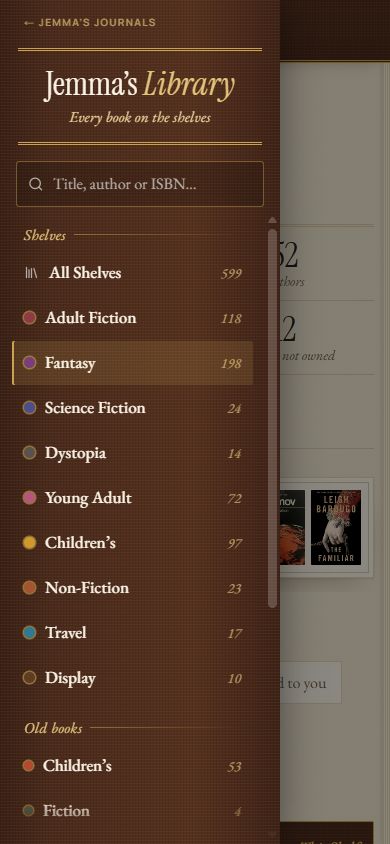 ← JEMMA'S JOURNALS
Jemma's Library
Every book on the shelves
Title, author or ISBN...
Shelves
All Shelves 599
Adult Fiction 118
Fantasy 198
Science Fiction 24
Dystopia 14
Young Adult 72
Children's 97
Non-Fiction 23
Travel 17
Display 10
Old books
Children's 53
Fiction 4
52
thors
2
not owned
LEIGH
BARDUGO
THE
FAMILIAR
d to you